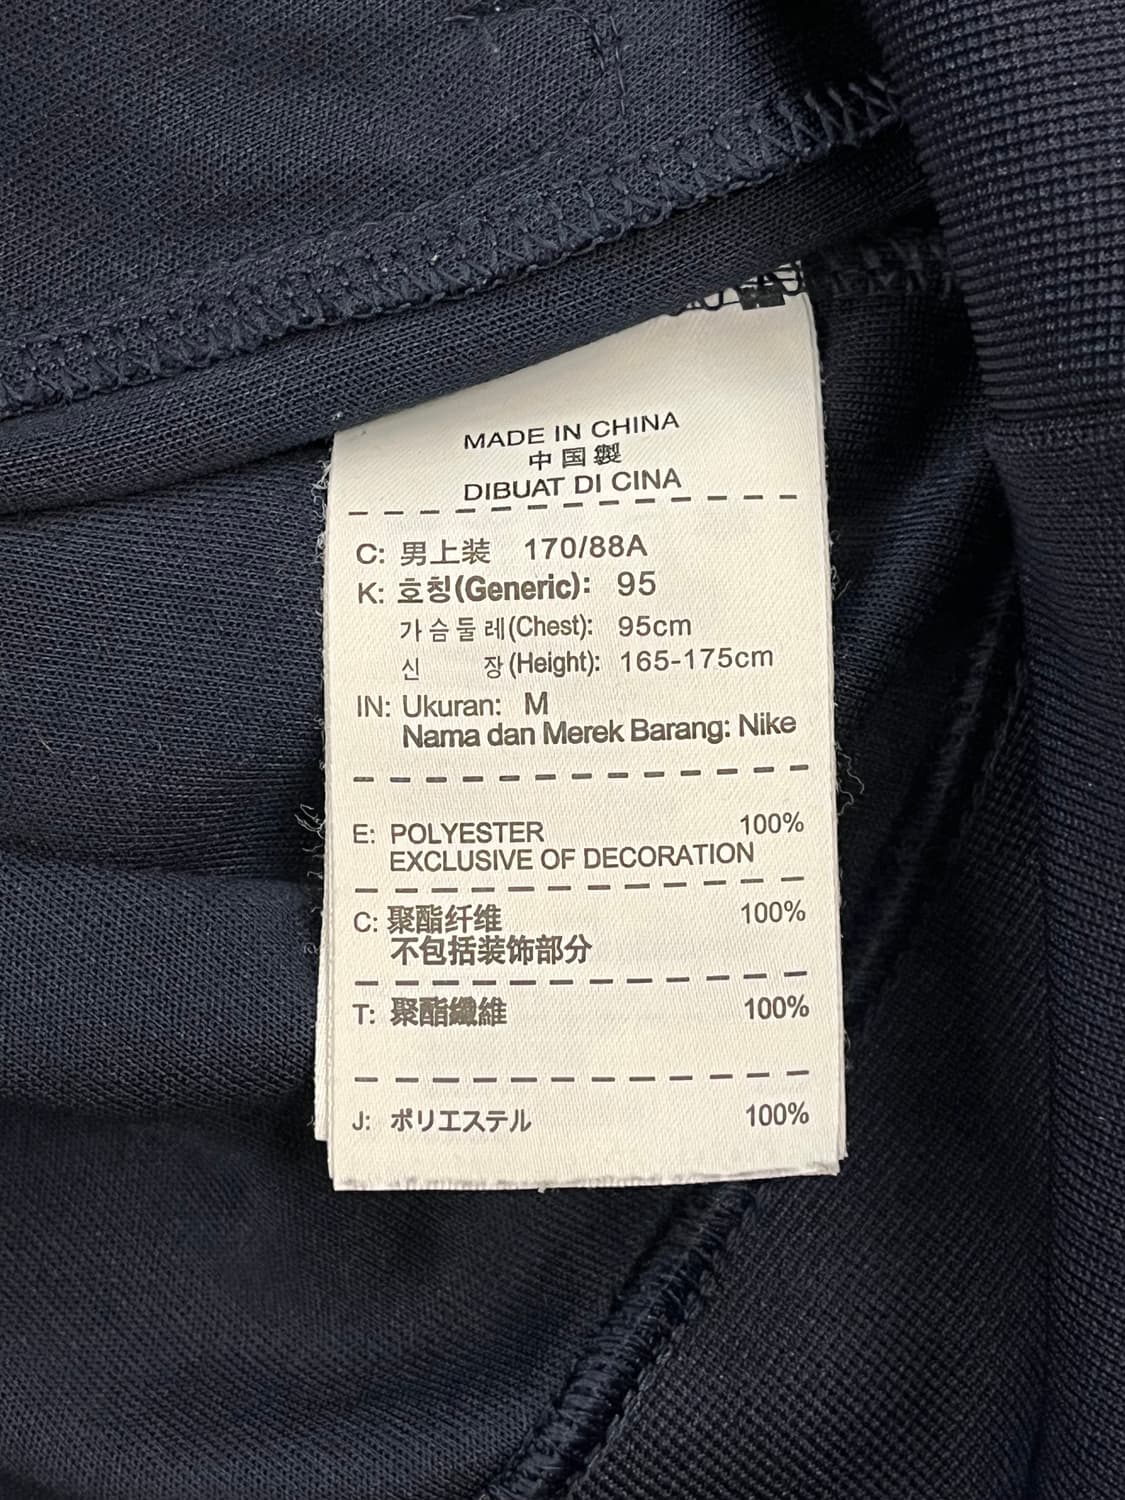 MADE IN CHINA
中国製
DIBUAT DI CINA
C: 男上装 170/88A
K: 호칭(Generic): 95
가슴둘레(Chest): 95cm
신 장(Height): 165-175cm
IN: Ukuran: M
Nama dan Merek Barang: Nike
E: POLYESTER 100%
EXCLUSIVE OF DECORATION
C: 聚酯纤维 100%
不包括装饰部分
T: 聚酯纖維 100%
J: ポリエステル 100%